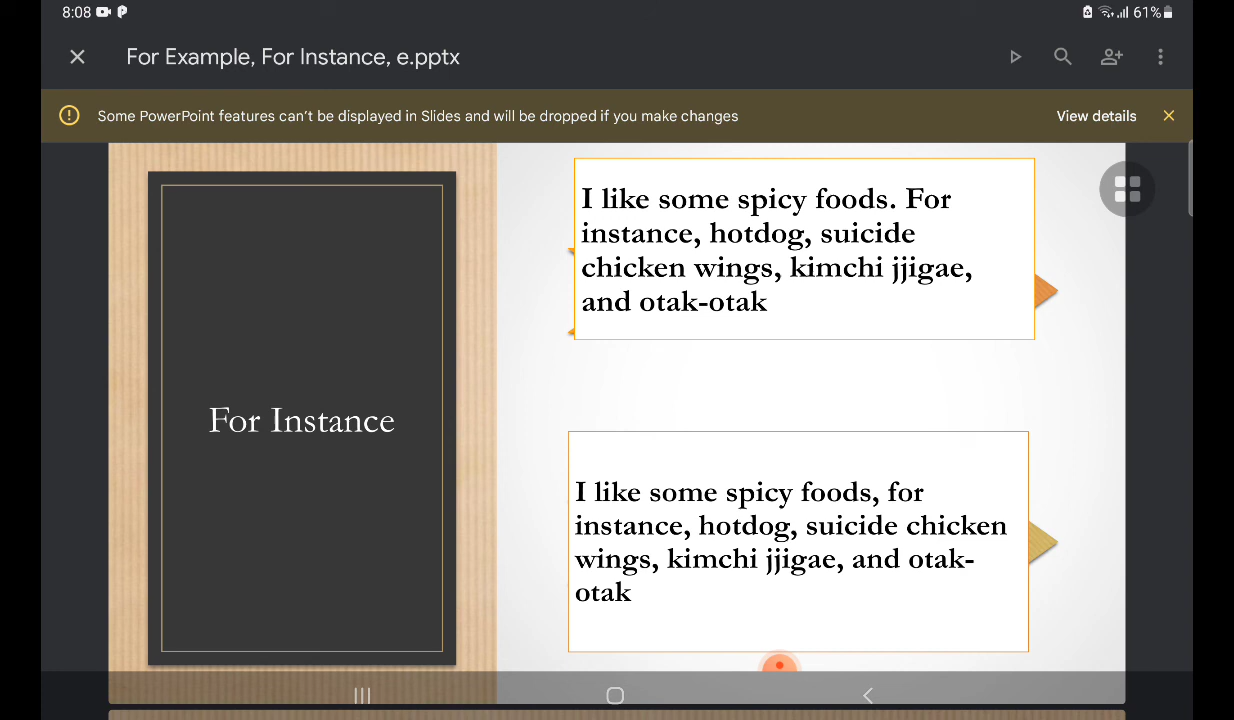 8:08
61%
For Example, For Instance, e.pptx
Some PowerPoint features can't be displayed in Slides and will be dropped if you make changes
View details
For Instance
I like some spicy foods. For
instance, hotdog, suicide
chicken wings, kimchi jjigae,
and otak-otak
I like some spicy foods, for
instance, hotdog, suicide chicken
wings, kimchi jjigae, and otak-
otak